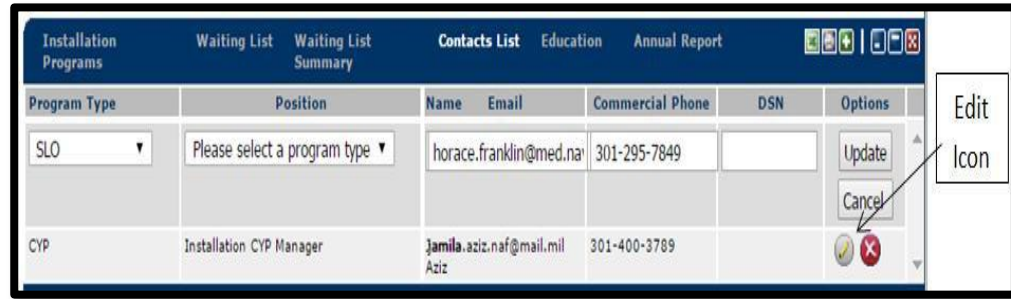 Installation Programs Waiting List Waiting List Summary Contacts List Education Annual Report
Program Type Position Name Email Commercial Phone DSN Options
SLO Please select a program type horace.franklin@med.na 301-295-7849 Update
Cancel
CYP Installation CYP Manager Jamila.aziz.naf@mail.mil 301-400-3789
Aziz
Edit
Icon